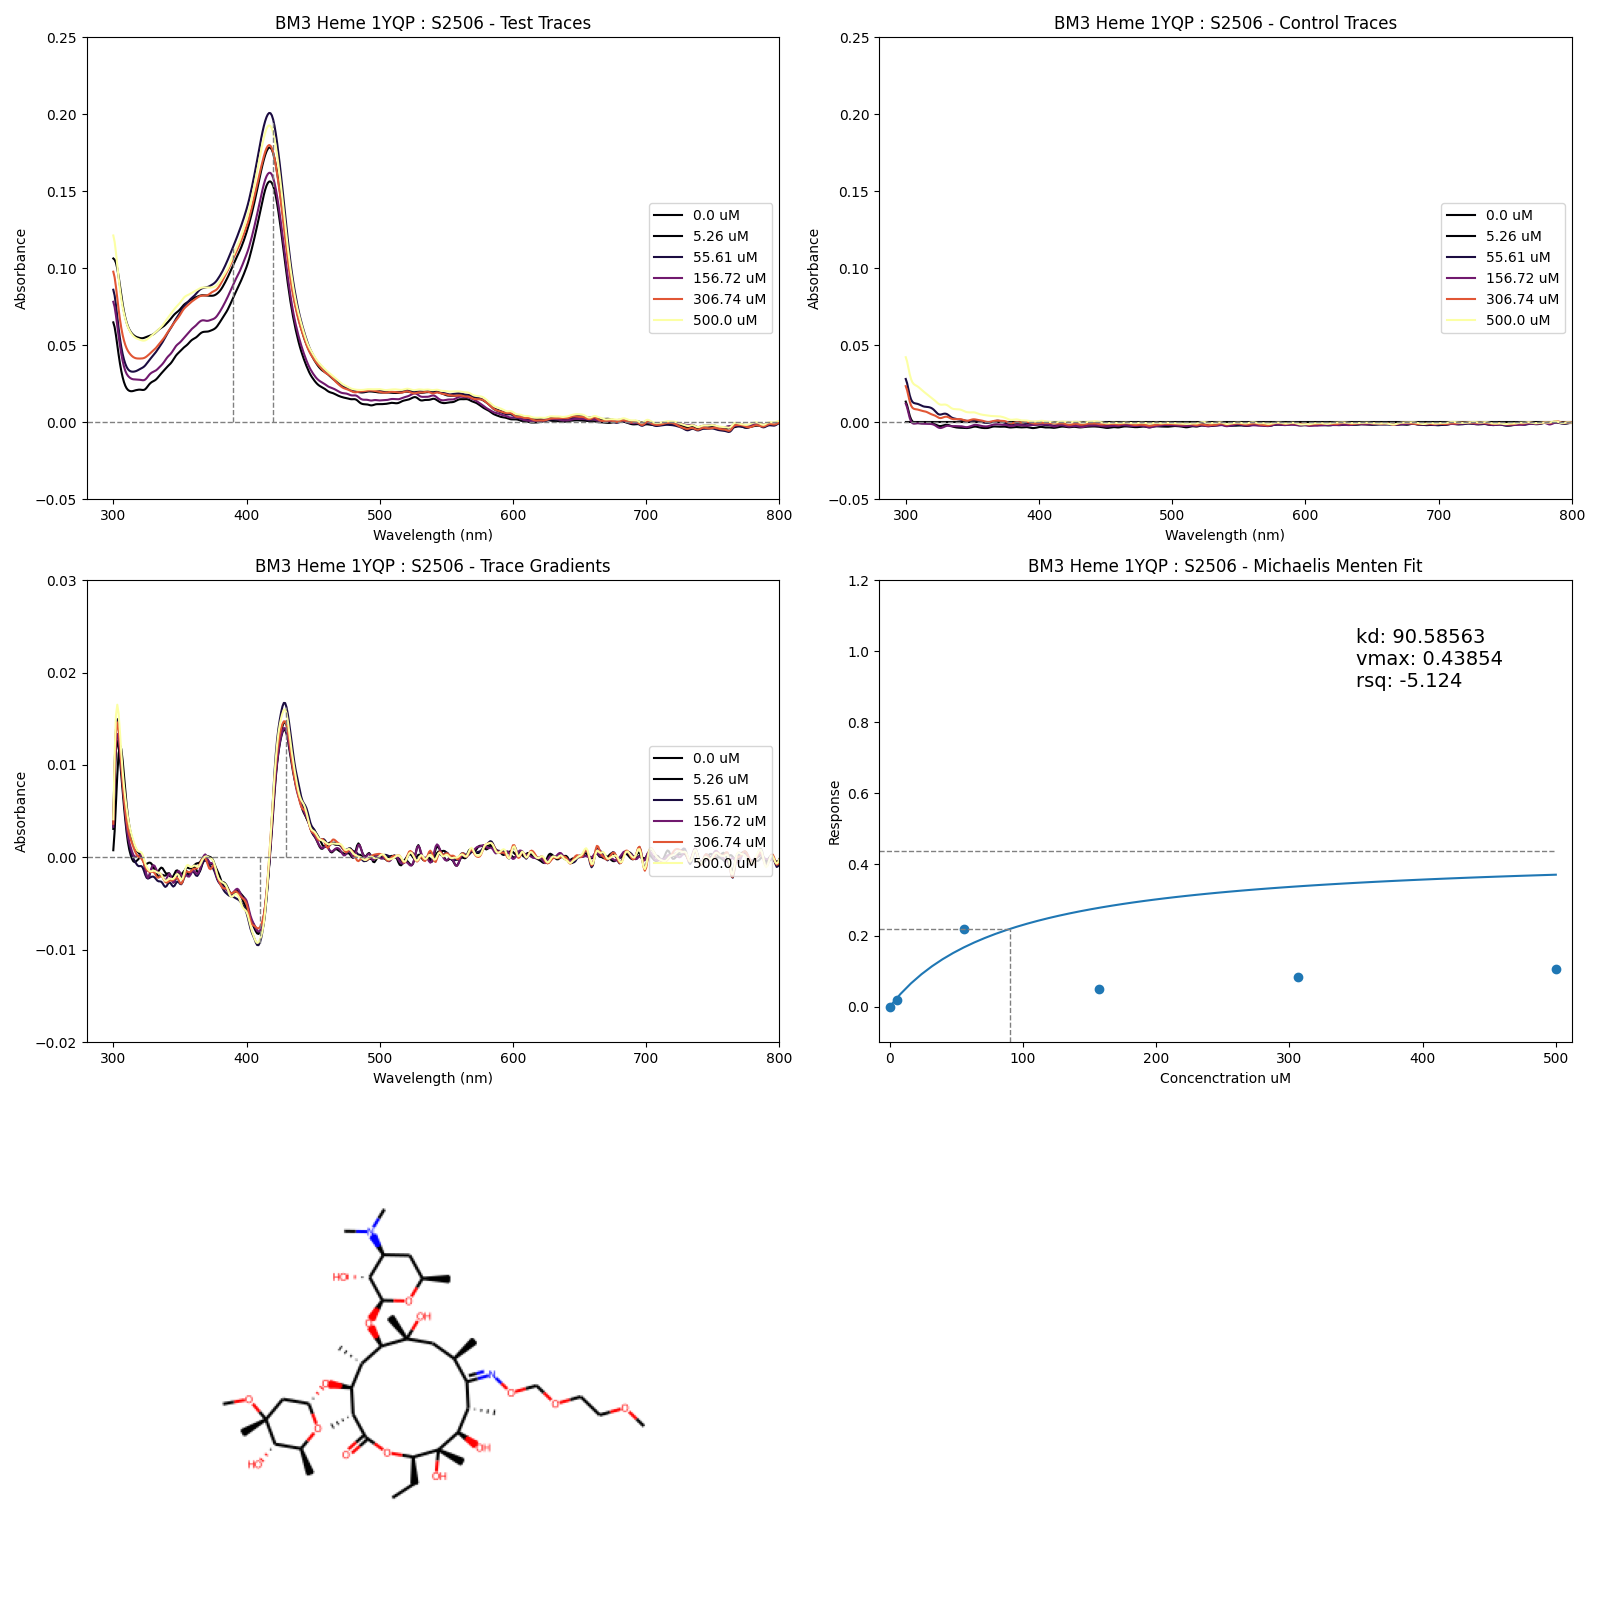 BM3 Heme 1YQP : S2506 - Test Traces
0.25
0.20
0.15
0.10
0.05
0.00
−0.05
Absorbance
300 400 500 600 700 800
Wavelength (nm)
0.0 uM
5.26 uM
55.61 uM
156.72 uM
306.74 uM
500.0 uM
BM3 Heme 1YQP : S2506 - Control Traces
0.25
0.20
0.15
0.10
0.05
0.00
−0.05
Absorbance
300 400 500 600 700 800
Wavelength (nm)
0.0 uM
5.26 uM
55.61 uM
156.72 uM
306.74 uM
500.0 uM
BM3 Heme 1YQP : S2506 - Trace Gradients
0.03
0.02
0.01
0.00
−0.01
−0.02
Absorbance
300 400 500 600 700 800
Wavelength (nm)
0.0 uM
5.26 uM
55.61 uM
156.72 uM
306.74 uM
500.0 uM
BM3 Heme 1YQP : S2506 - Michaelis Menten Fit
1.2
1.0
0.8
0.6
0.4
0.2
0.0
Response
kd: 90.58563
vmax: 0.43854
rsq: -5.124
0 100 200 300 400 500
Concenctration uM
N
HO
O
O
OH
N
O
O
O
O
O
O
HO
O
O
OH
OH